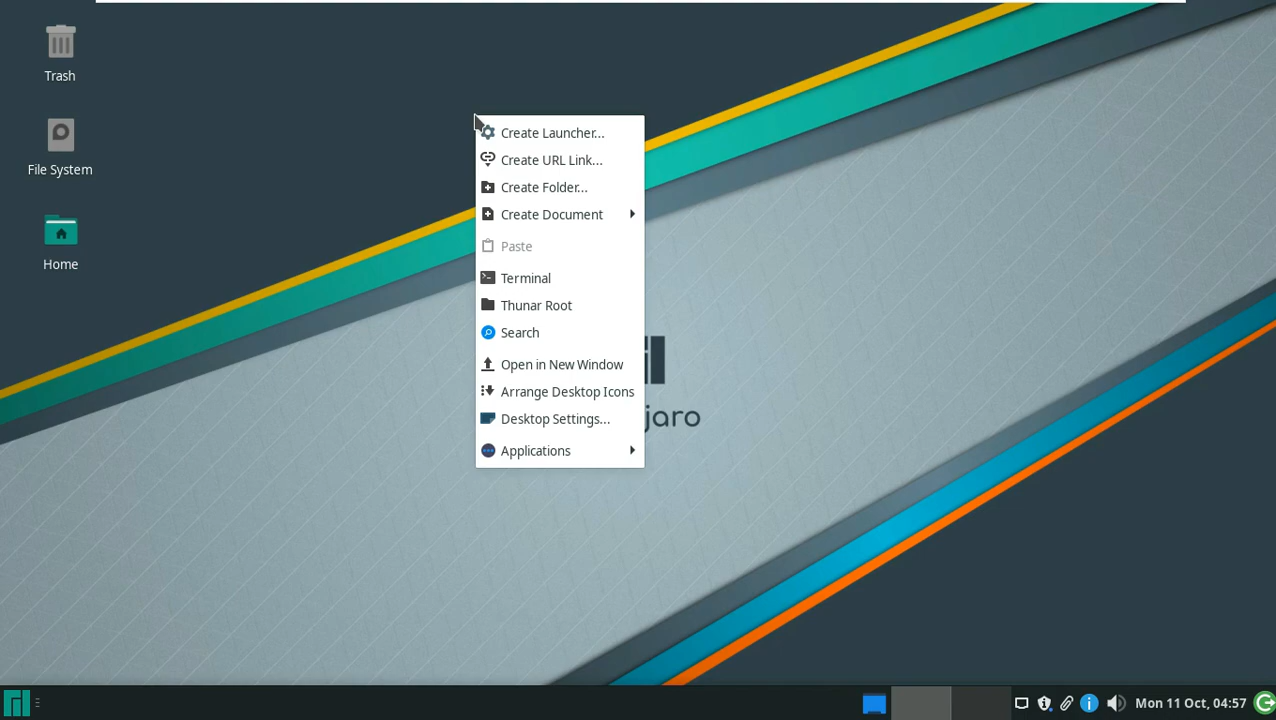 Trash
File System
Home
Create Launcher...
Create URL Link...
Create Folder...
Create Document
Paste
Terminal
Thunar Root
Search
Open in New Window
Arrange Desktop Icons
Desktop Settings...
Applications
jaro
Mon 11 Oct, 04:57